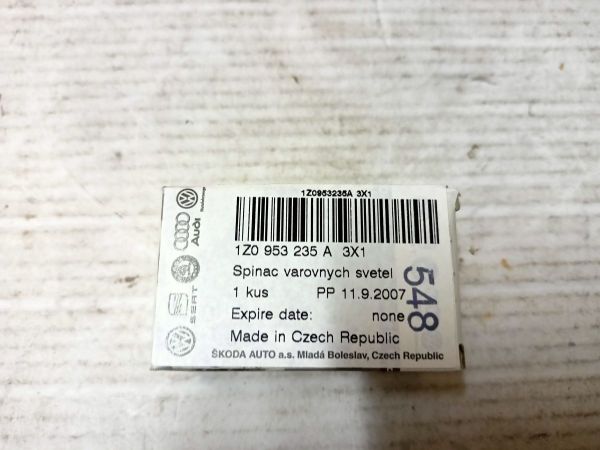 1Z0953235A 3X1
1Z0 953 235 A 3X1
Spinac varovnych svetel
1 kus PP 11.9.2007
Expire date: none
Made in Czech Republic
ŠKODA AUTO a.s. Mladá Boleslav, Czech Republic
548
Audi
SEAT